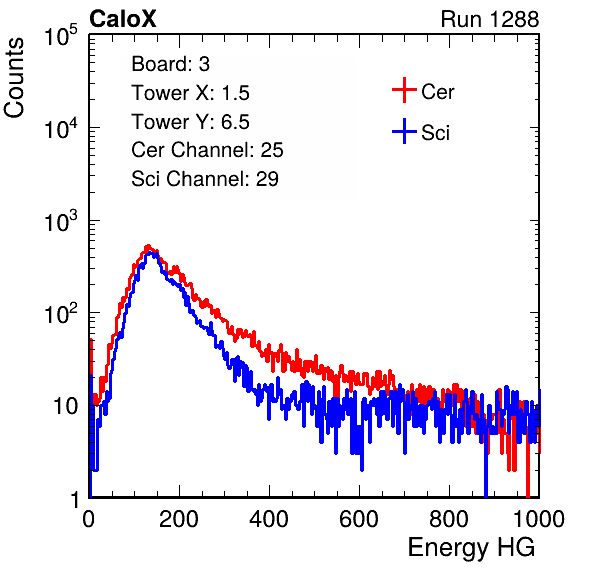 CaloX Run 1288
Counts
10^5
10^4
10^3
10^2
10
1
Board: 3
Tower X: 1.5
Tower Y: 6.5
Cer Channel: 25
Sci Channel: 29
Cer
Sci
0 200 400 600 800 1000
Energy HG